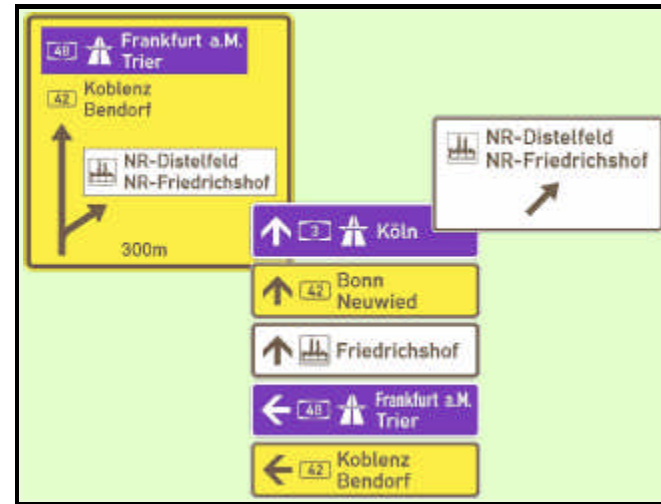 48 Frankfurt a.M.
Trier
42 Koblenz
Bendorf
NR-Distelfeld
NR-Friedrichshof
300m
NR-Distelfeld
NR-Friedrichshof
3 Köln
42 Bonn
Neuwied
Friedrichshof
48 Frankfurt a.M.
Trier
42 Koblenz
Bendorf